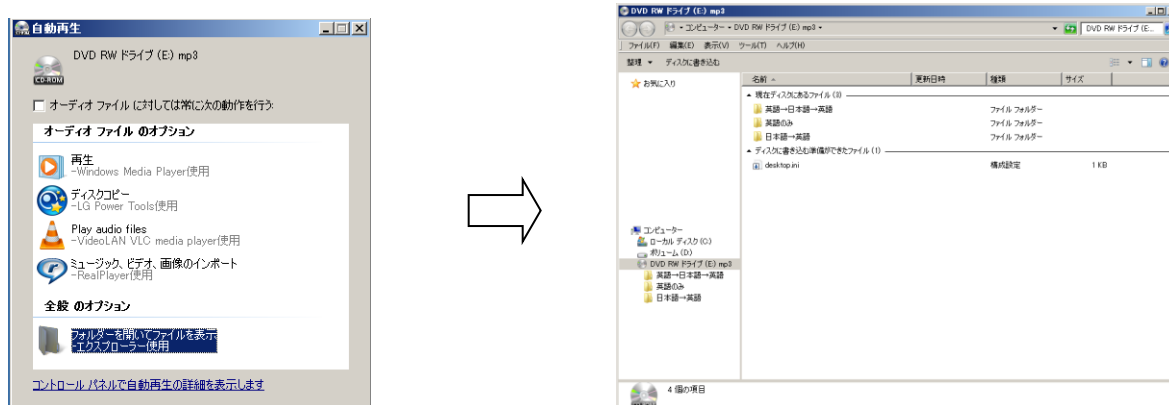 自動再生
DVD RW ドライブ (E:) mp3
CD-ROM
オーディオ ファイル に対しては常に次の動作を行う:
オーディオ ファイル のオプション
再生
-Windows Media Player使用
ディスクコピー
-LG Power Tools使用
Play audio files
-VideoLAN VLC media player使用
ミュージック、ビデオ、画像のインポート
-RealPlayer使用
全般 のオプション
フォルダーを開いてファイルを表示
-エクスプローラー使用
コントロール パネルで自動再生の詳細を表示します
DVD RW ドライブ (E:) mp3
コンピューター DVD RW ドライブ (E:) mp3
DVD RW ドライブ (E...
ファイル(F) 編集(E) 表示(V) ツール(T) ヘルプ(H)
整理 ディスクに書き込む
お気に入り
名前 更新日時 種類 サイズ
現在ディスクにあるファイル (3)
英語→日本語→英語 ファイル フォルダー
英語のみ ファイル フォルダー
日本語→英語 ファイル フォルダー
ディスクに書き込む準備ができたファイル (1)
desktop.ini 構成設定 1 KB
コンピューター
ローカル ディスク (C:)
ボリューム (D:)
DVD RW ドライブ (E:) mp3
英語→日本語→英語
英語のみ
日本語→英語
4 個の項目